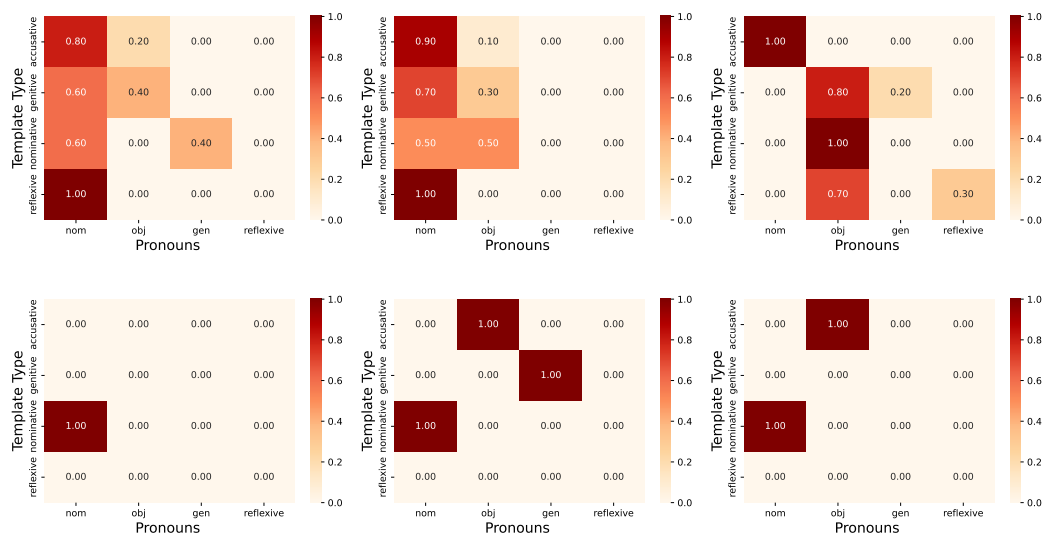 Template Type
accusative
genitive
nominative
reflexive
0.80 0.20 0.00 0.00
0.60 0.40 0.00 0.00
0.60 0.00 0.40 0.00
1.00 0.00 0.00 0.00
nom obj gen reflexive
Pronouns
1.0
0.8
0.6
0.4
0.2
0.0
Template Type
accusative
genitive
nominative
reflexive
0.90 0.10 0.00 0.00
0.70 0.30 0.00 0.00
0.50 0.50 0.00 0.00
1.00 0.00 0.00 0.00
nom obj gen reflexive
Pronouns
1.0
0.8
0.6
0.4
0.2
0.0
Template Type
accusative
genitive
nominative
reflexive
1.00 0.00 0.00 0.00
0.00 0.80 0.20 0.00
0.00 1.00 0.00 0.00
0.00 0.70 0.00 0.30
nom obj gen reflexive
Pronouns
1.0
0.8
0.6
0.4
0.2
0.0
Template Type
accusative
genitive
nominative
reflexive
0.00 0.00 0.00 0.00
0.00 0.00 0.00 0.00
1.00 0.00 0.00 0.00
0.00 0.00 0.00 0.00
nom obj gen reflexive
Pronouns
1.0
0.8
0.6
0.4
0.2
0.0
Template Type
accusative
genitive
nominative
reflexive
0.00 1.00 0.00 0.00
0.00 0.00 1.00 0.00
1.00 0.00 0.00 0.00
0.00 0.00 0.00 0.00
nom obj gen reflexive
Pronouns
1.0
0.8
0.6
0.4
0.2
0.0
Template Type
accusative
genitive
nominative
reflexive
0.00 1.00 0.00 0.00
0.00 0.00 0.00 0.00
1.00 0.00 0.00 0.00
0.00 0.00 0.00 0.00
nom obj gen reflexive
Pronouns
1.0
0.8
0.6
0.4
0.2
0.0